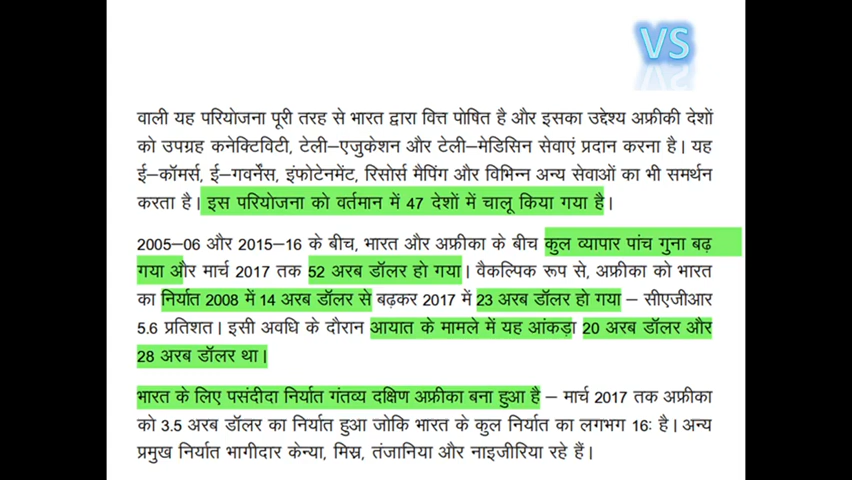 VS
वाली यह परियोजना पूरी तरह से भारत द्वारा वित्त पोषित है और इसका उद्देश्य अफ्रीकी देशों
को उपग्रह कनेक्टिविटी, टेली–एजुकेशन और टेली–मेडिसिन सेवाएं प्रदान करना है। यह
ई–कॉमर्स, ई–गवर्नेंस, इंफोटेनमेंट, रिसोर्स मैपिंग और विभिन्न अन्य सेवाओं का भी समर्थन
करता है। इस परियोजना को वर्तमान में 47 देशों में चालू किया गया है।
2005–06 और 2015–16 के बीच, भारत और अफ्रीका के बीच कुल व्यापार पांच गुना बढ़
गया और मार्च 2017 तक 52 अरब डॉलर हो गया। वैकल्पिक रूप से, अफ्रीका को भारत
का निर्यात 2008 में 14 अरब डॉलर से बढ़कर 2017 में 23 अरब डॉलर हो गया – सीएजीआर
5.6 प्रतिशत। इसी अवधि के दौरान आयात के मामले में यह आंकड़ा 20 अरब डॉलर और
28 अरब डॉलर था।
भारत के लिए पसंदीदा निर्यात गंतव्य दक्षिण अफ्रीका बना हुआ है – मार्च 2017 तक अफ्रीका
को 3.5 अरब डॉलर का निर्यात हुआ जोकि भारत के कुल निर्यात का लगभग 16: है। अन्य
प्रमुख निर्यात भागीदार केन्या, मिस्र, तंजानिया और नाइजीरिया रहे हैं।